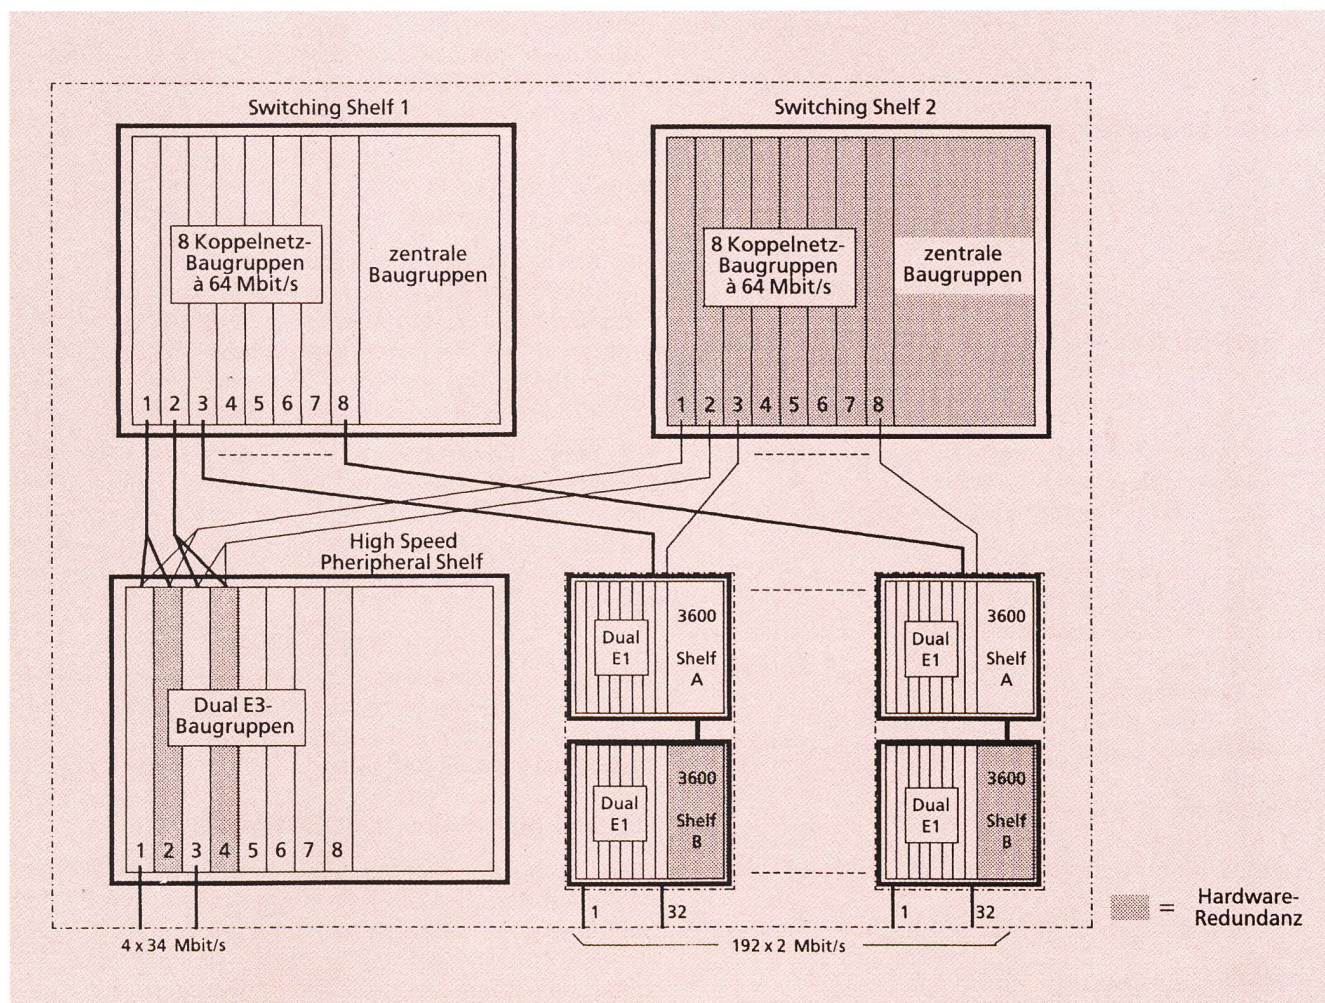 Switching Shelf 1
Switching Shelf 2
8 Koppelnetz-
Baugruppen
à 64 Mbit/s
zentrale
Baugruppen
8 Koppelnetz-
Baugruppen
à 64 Mbit/s
zentrale
Baugruppen
1 2 3 4 5 6 7 8
1 2 3 4 5 6 7 8
High Speed
Pheripheral Shelf
Dual E3-
Baugruppen
1 2 3 4 5 6 7 8
4 x 34 Mbit/s
Dual
E1
3600
Shelf
A
Dual
E1
3600
Shelf
A
Dual
E1
3600
Shelf
B
Dual
E1
3600
Shelf
B
1 32
1 32
192 x 2 Mbit/s
= Hardware-
Redundanz